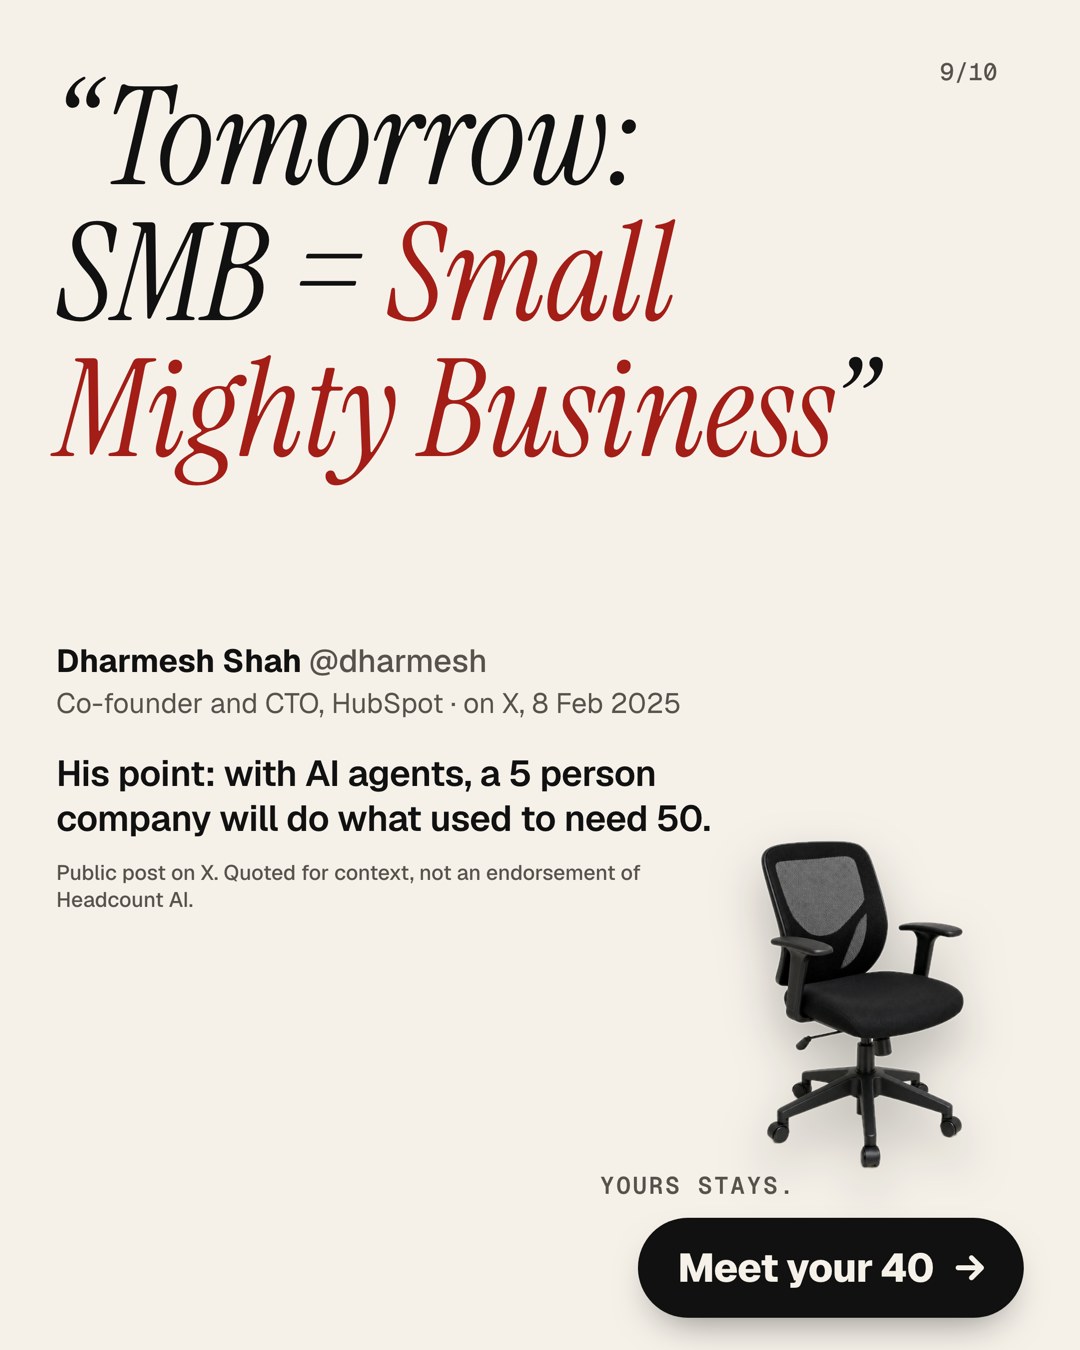 9/10
“Tomorrow:
SMB = Small
Mighty Business”
Dharmesh Shah @dharmesh
Co-founder and CTO, HubSpot · on X, 8 Feb 2025
His point: with AI agents, a 5 person
company will do what used to need 50.
Public post on X. Quoted for context, not an endorsement of
Headcount AI.
YOURS STAYS.
Meet your 40 →